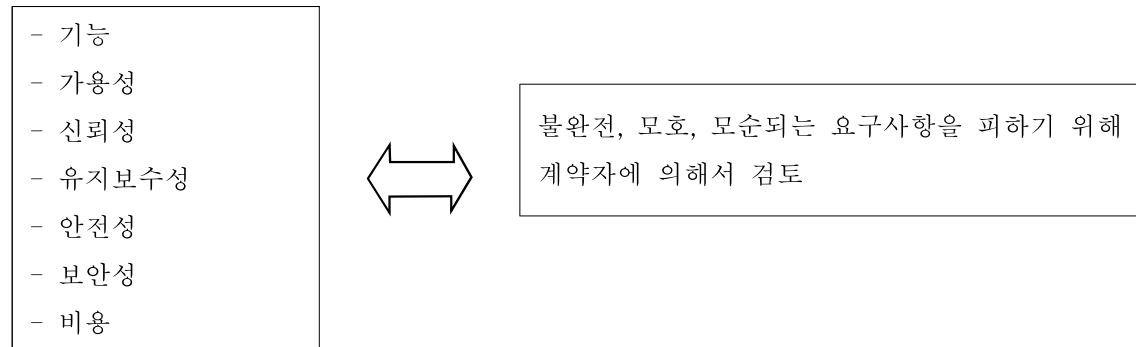 - 기능
- 가용성
- 신뢰성
- 유지보수성
- 안전성
- 보안성
- 비용
불완전, 모호, 모순되는 요구사항을 피하기 위해
계약자에 의해서 검토